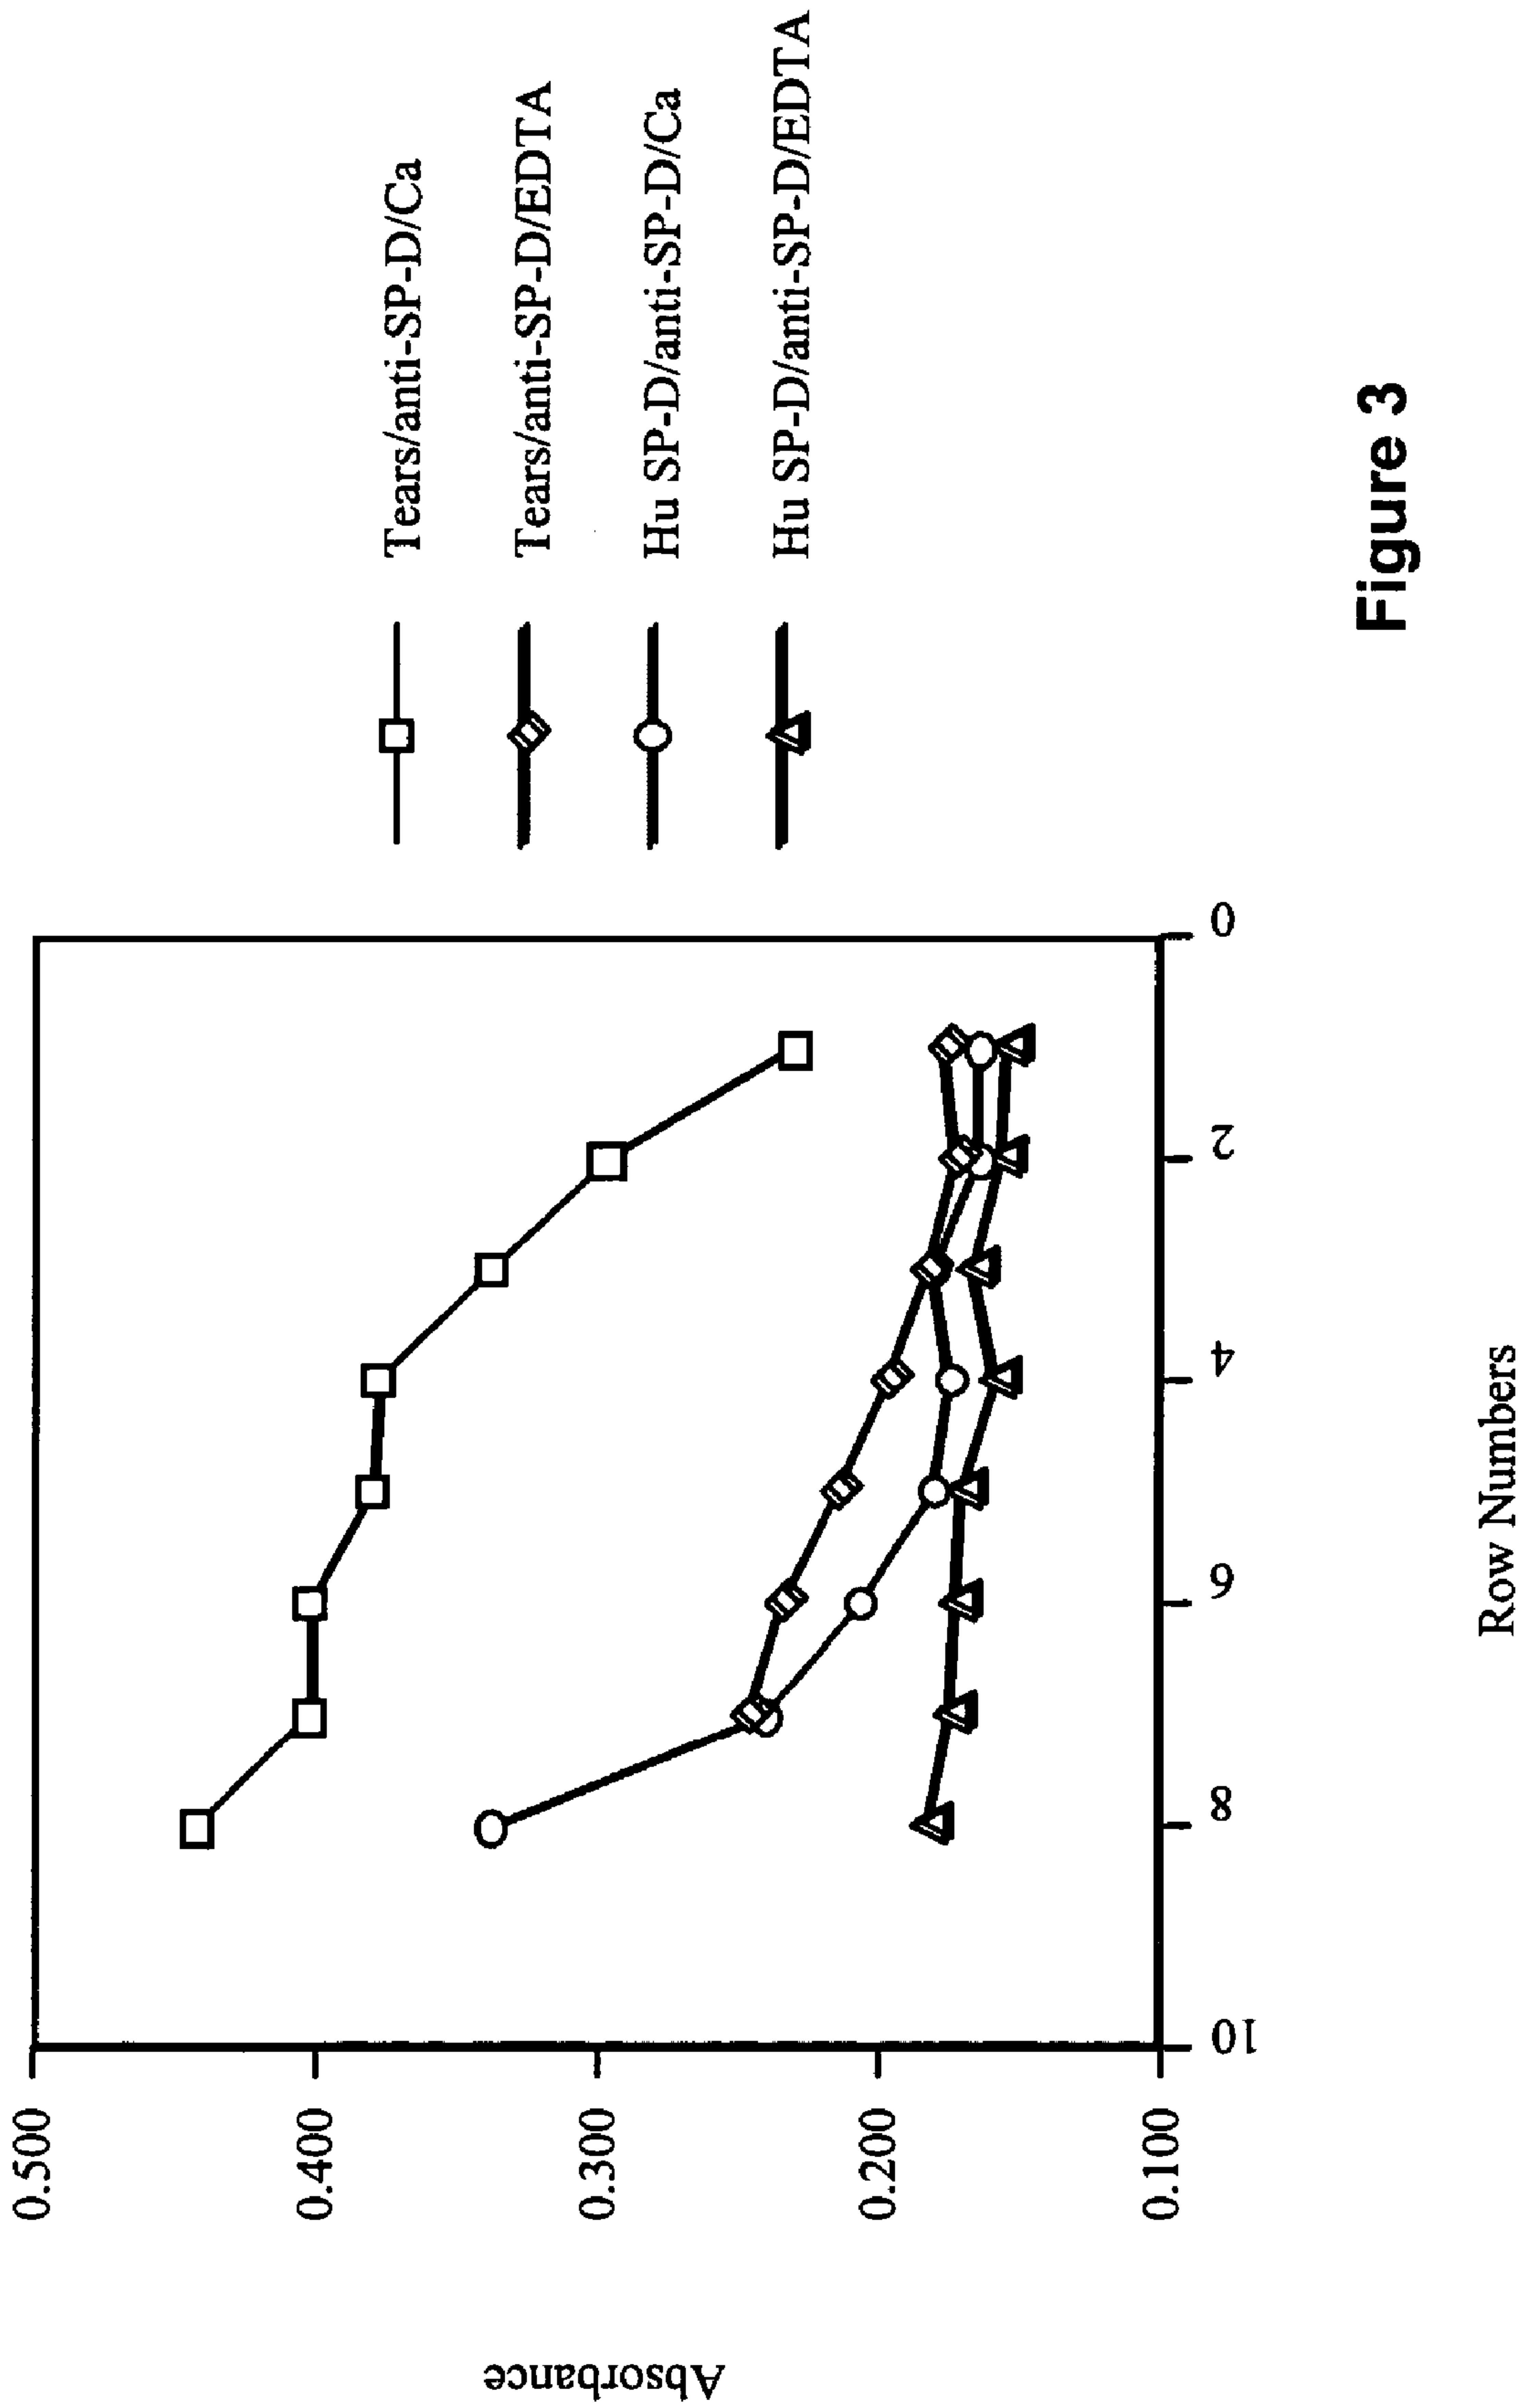 0.500
0.400
0.300
0.200
0.100
Absorbance
10
8
6
4
2
0
Row Numbers
Tears/anti-SP-D/Ca
Tears/anti-SP-D/EDTA
Hu SP-D/anti-SP-D/Ca
Hu SP-D/anti-SP-D/EDTA
Figure 3